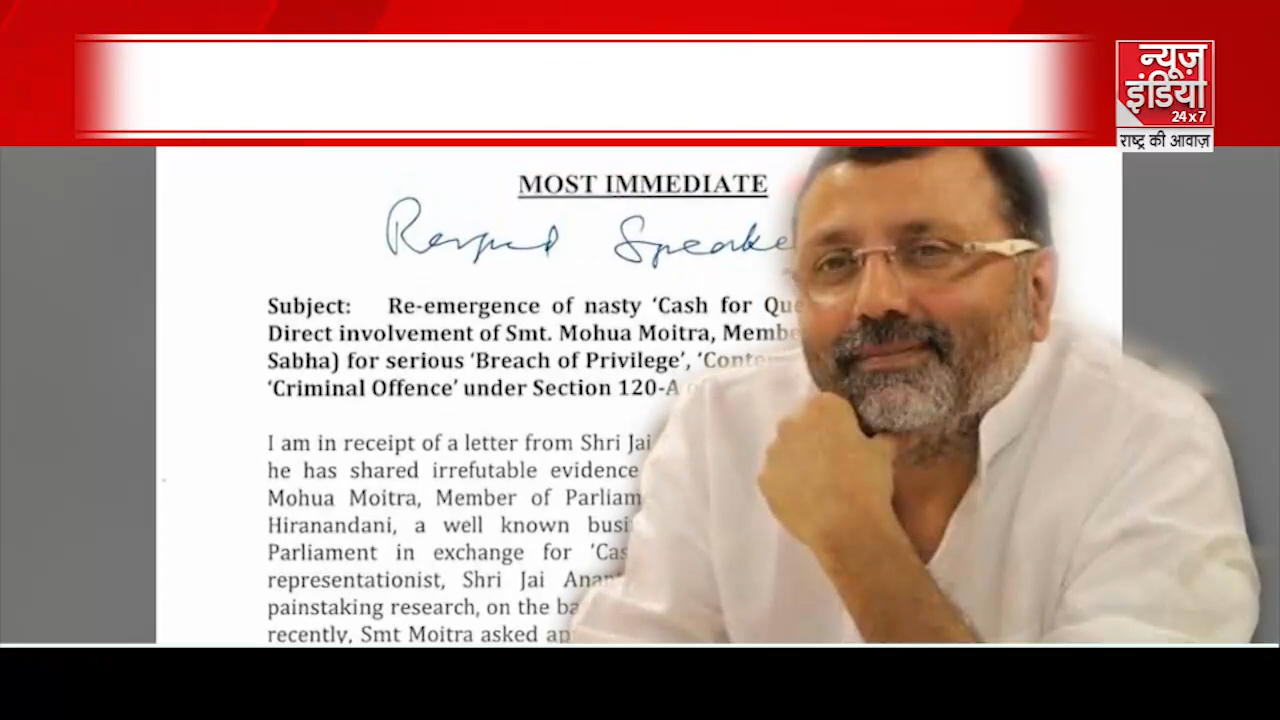 न्यूज़
इंडिया
24x7
राष्ट्र की आवाज़
MOST IMMEDIATE
Subject: Re-emergence of nasty ‘Cash for Que
Direct involvement of Smt. Mohua Moitra, Membe
Sabha) for serious ‘Breach of Privilege’, ‘Conte
‘Criminal Offence’ under Section 120-A
I am in receipt of a letter from Shri Jai
he has shared irrefutable evidence
Mohua Moitra, Member of Parliam
Hiranandani, a well known busi
Parliament in exchange for ‘Cas
representationist, Shri Jai Anan
painstaking research, on the ba
recently, Smt Moitra asked ap